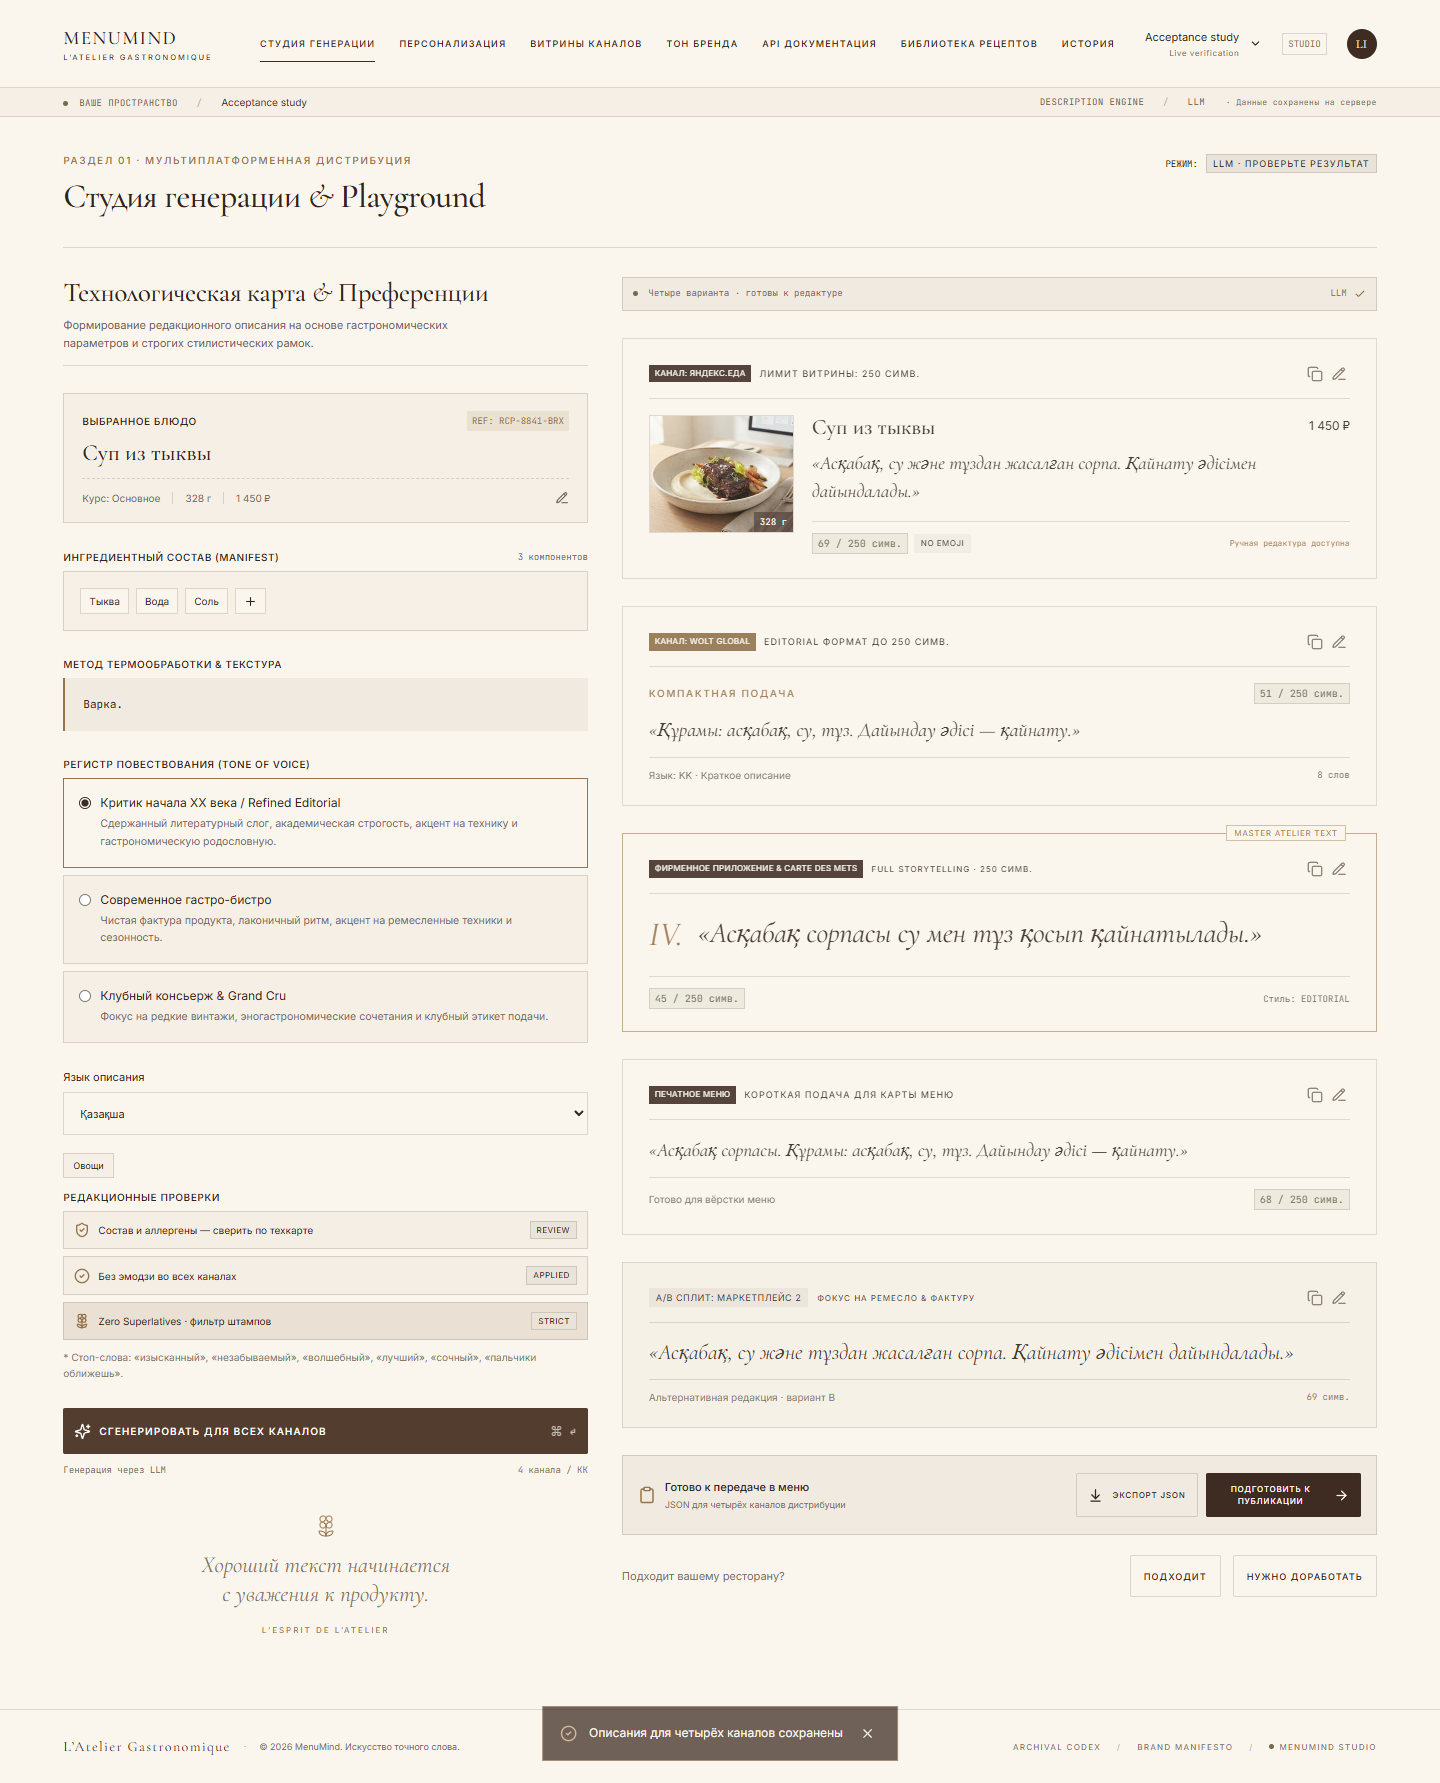 MENUMIND
L'ATELIER GASTRONOMIQUE
СТУДИЯ ГЕНЕРАЦИИ
ПЕРСОНАЛИЗАЦИЯ
ВИТРИНЫ КАНАЛОВ
ТОН БРЕНДА
API ДОКУМЕНТАЦИЯ
БИБЛИОТЕКА РЕЦЕПТОВ
ИСТОРИЯ
Acceptance study
Live verification
STUDIO
LI
ВАШЕ ПРОСТРАНСТВО / Acceptance study
DESCRIPTION ENGINE / LLM · Данные сохранены на сервере
РАЗДЕЛ 01 · МУЛЬТИПЛАТФОРМЕННАЯ ДИСТРИБУЦИЯ
Студия генерации & Playground
РЕЖИМ: LLM · ПРОВЕРЬТЕ РЕЗУЛЬТАТ
Технологическая карта & Преференции
Формирование редакционного описания на основе гастрономических
параметров и строгих стилистических рамок.
ВЫБРАННОЕ БЛЮДО
REF: RCP-8841-BRX
Суп из тыквы
Курс: Основное | 328 г | 1 450 ₽
ИНГРЕДИЕНТНЫЙ СОСТАВ (MANIFEST)
3 компонентов
Тыква
Вода
Соль
+
МЕТОД ТЕРМООБРАБОТКИ & ТЕКСТУРА
Варка.
РЕГИСТР ПОВЕСТВОВАНИЯ (TONE OF VOICE)
Критик начала XX века / Refined Editorial
Сдержанный литературный слог, академическая строгость, акцент на технику и
гастрономическую родословную.
Современное гастро-бистро
Чистая фактура продукта, лаконичный ритм, акцент на ремесленные техники и
сезонность.
Клубный консьерж & Grand Cru
Фокус на редкие винтажи, эногастрономические сочетания и клубный этикет подачи.
Язык описания
Қазақша
Овощи
РЕДАКЦИОННЫЕ ПРОВЕРКИ
Состав и аллергены — сверить по техкарте
REVIEW
Без эмодзи во всех каналах
APPLIED
Zero Superlatives · фильтр штампов
STRICT
* Стоп-слова: «изысканный», «незабываемый», «волшебный», «лучший», «сочный», «пальчики
оближешь».
СГЕНЕРИРОВАТЬ ДЛЯ ВСЕХ КАНАЛОВ
⌘ ↲
Генерация через LLM
4 канала / KK
Хороший текст начинается
с уважения к продукту.
L'ESPRIT DE L'ATELIER
Четыре варианта · готовы к редактуре
LLM
КАНАЛ: ЯНДЕКС.ЕДА
ЛИМИТ ВИТРИНЫ: 250 СИМВ.
328 г
Суп из тыквы
1 450 ₽
«Асқабақ, су және тұздан жасалған сорпа. Қайнату әдісімен
дайындалады.»
69 / 250 симв.
NO EMOJI
Ручная редактура доступна
КАНАЛ: WOLT GLOBAL
EDITORIAL ФОРМАТ ДО 250 СИМВ.
КОМПАКТНАЯ ПОДАЧА
51 / 250 симв.
«Құрамы: асқабақ, су, тұз. Дайындау әдісі — қайнату.»
Язык: KK · Краткое описание
8 слов
MASTER ATELIER TEXT
ФИРМЕННОЕ ПРИЛОЖЕНИЕ & CARTE DES METS
FULL STORYTELLING · 250 СИМВ.
IV. «Асқабақ сорпасы су мен тұз қосып қайнатылады.»
45 / 250 симв.
Стиль: EDITORIAL
ПЕЧАТНОЕ МЕНЮ
КОРОТКАЯ ПОДАЧА ДЛЯ КАРТЫ МЕНЮ
«Асқабақ сорпасы. Құрамы: асқабақ, су, тұз. Дайындау әдісі — қайнату.»
Готово для вёрстки меню
68 / 250 симв.
A/B СПЛИТ: МАРКЕТПЛЕЙС 2
ФОКУС НА РЕМЕСЛО & ФАКТУРУ
«Асқабақ, су және тұздан жасалған сорпа. Қайнату әдісімен дайындалады.»
Альтернативная редакция · вариант B
69 симв.
Готово к передаче в меню
JSON для четырёх каналов дистрибуции
ЭКСПОРТ JSON
ПОДГОТОВИТЬ К
ПУБЛИКАЦИИ
Подходит вашему ресторану?
ПОДХОДИТ
НУЖНО ДОРАБОТАТЬ
Описания для четырёх каналов сохранены
L'Atelier Gastronomique · © 2026 MenuMind. Искусство точного слова.
ARCHIVAL CODEX / BRAND MANIFESTO / MENUMIND STUDIO